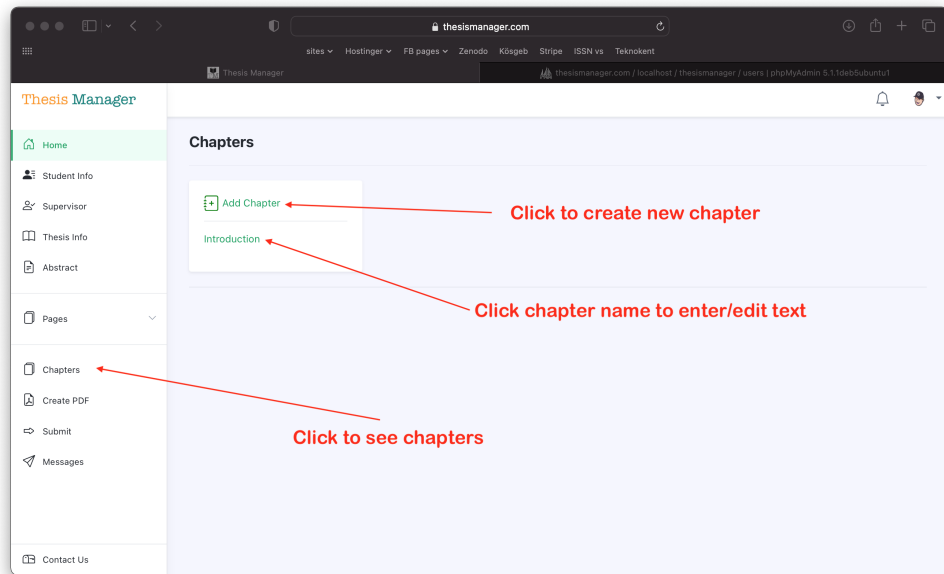 thesismanager.com
sites Hostinger FB pages Zenodo Kösgeb Stripe ISSN vs Teknokent
Thesis Manager
thesismanager.com / localhost / thesismanager / users | phpMyAdmin 5.1.1deb5ubuntu1
Thesis Manager
Home
Student Info
Supervisor
Thesis Info
Abstract
Pages
Chapters
Create PDF
Submit
Messages
Contact Us
Chapters
Add Chapter
Introduction
Click to create new chapter
Click chapter name to enter/edit text
Click to see chapters